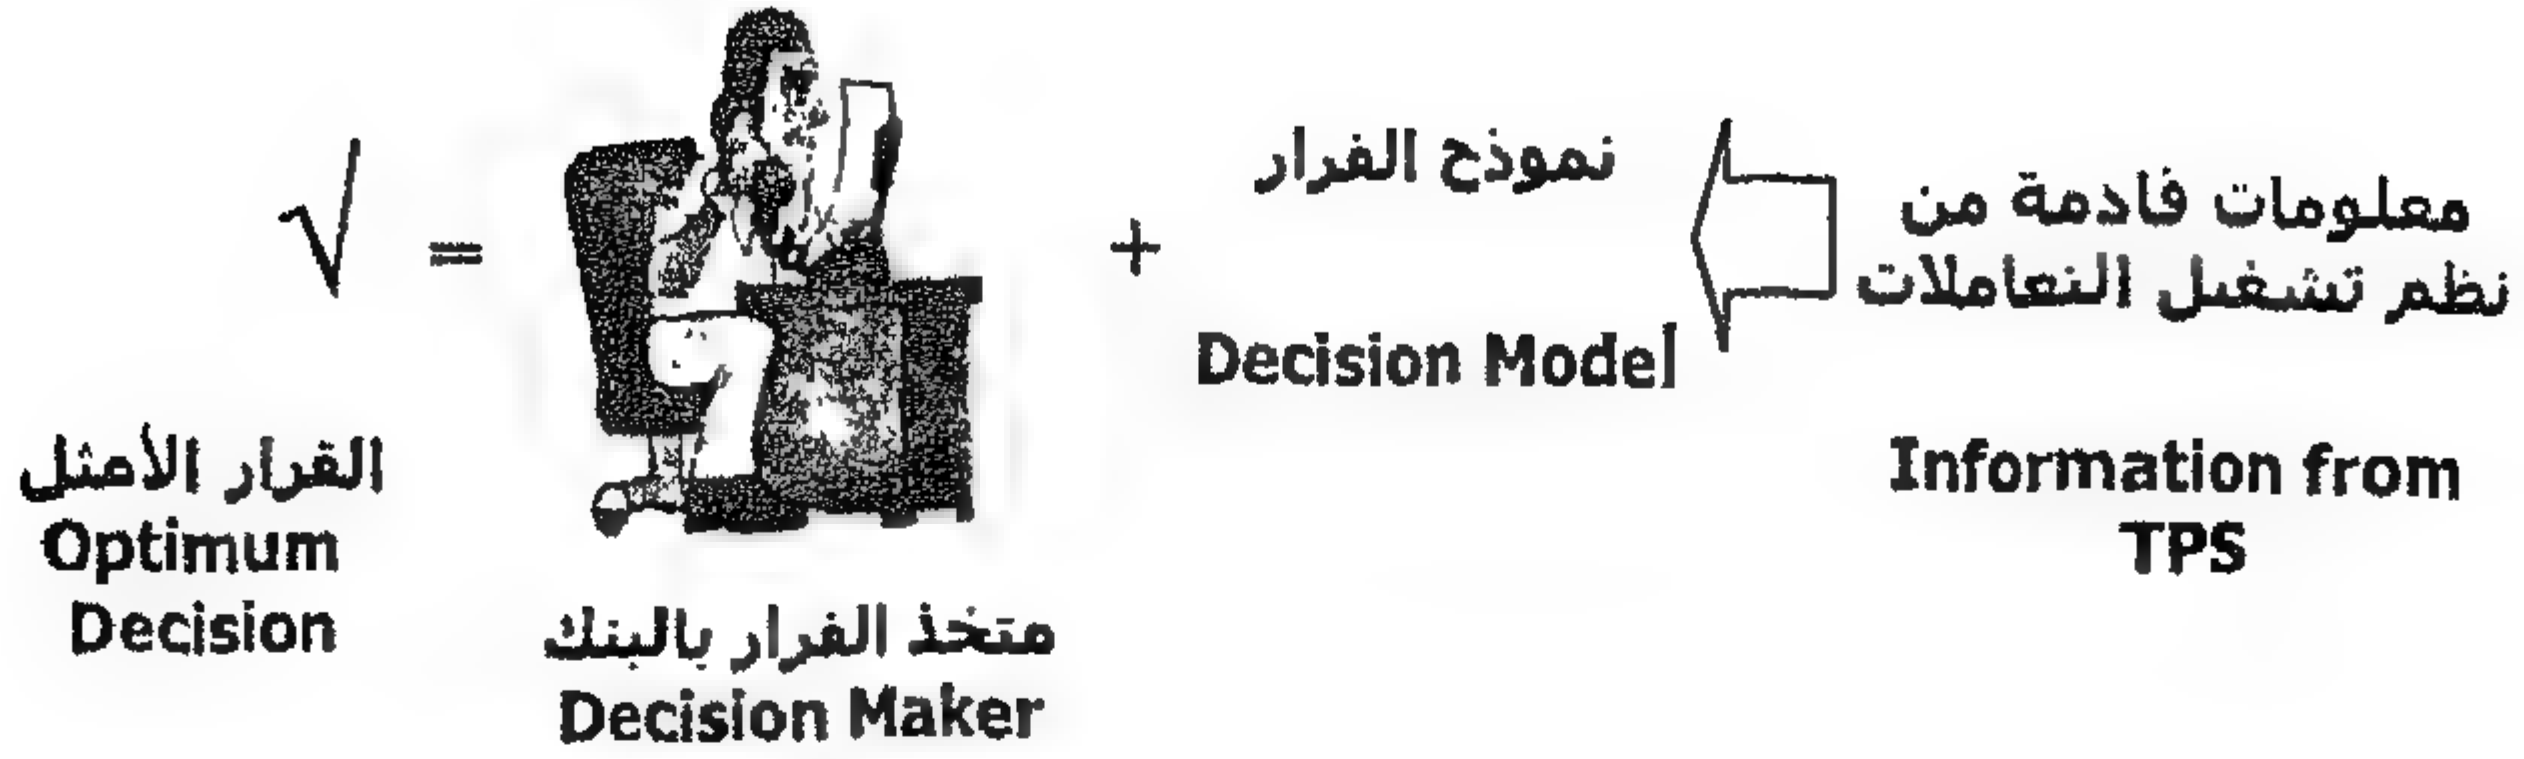 معلومات قادمة من
نظم تشغيل التعاملات
Information from
TPS
نموذج القرار
Decision Model
+
متخذ القرار بالبنك
Decision Maker
=
√
القرار الأمثل
Optimum
Decision